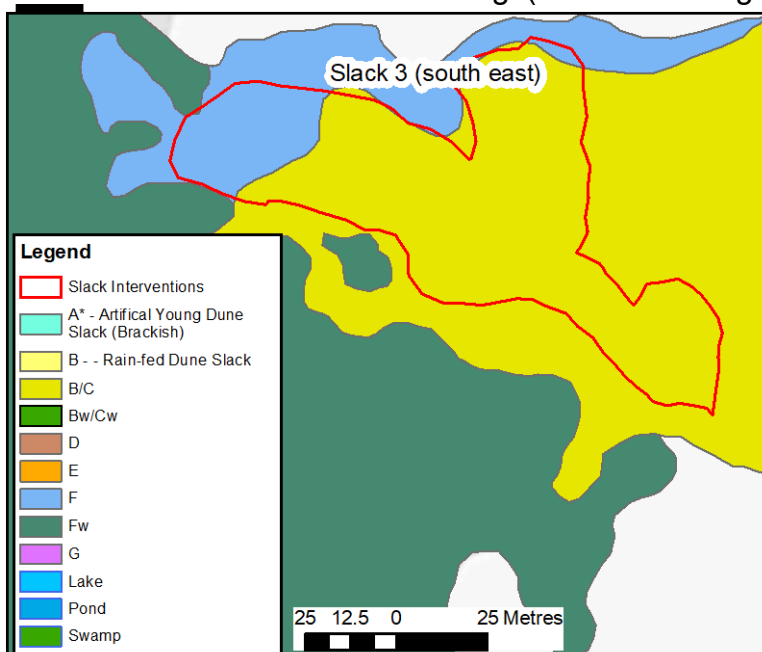 Slack 3 (south east)
Legend
Slack Interventions
A* - Artifical Young Dune
Slack (Brackish)
B - - Rain-fed Dune Slack
B/C
Bw/Cw
D
E
F
Fw
G
Lake
Pond
Swamp
25 12.5 0 25 Metres